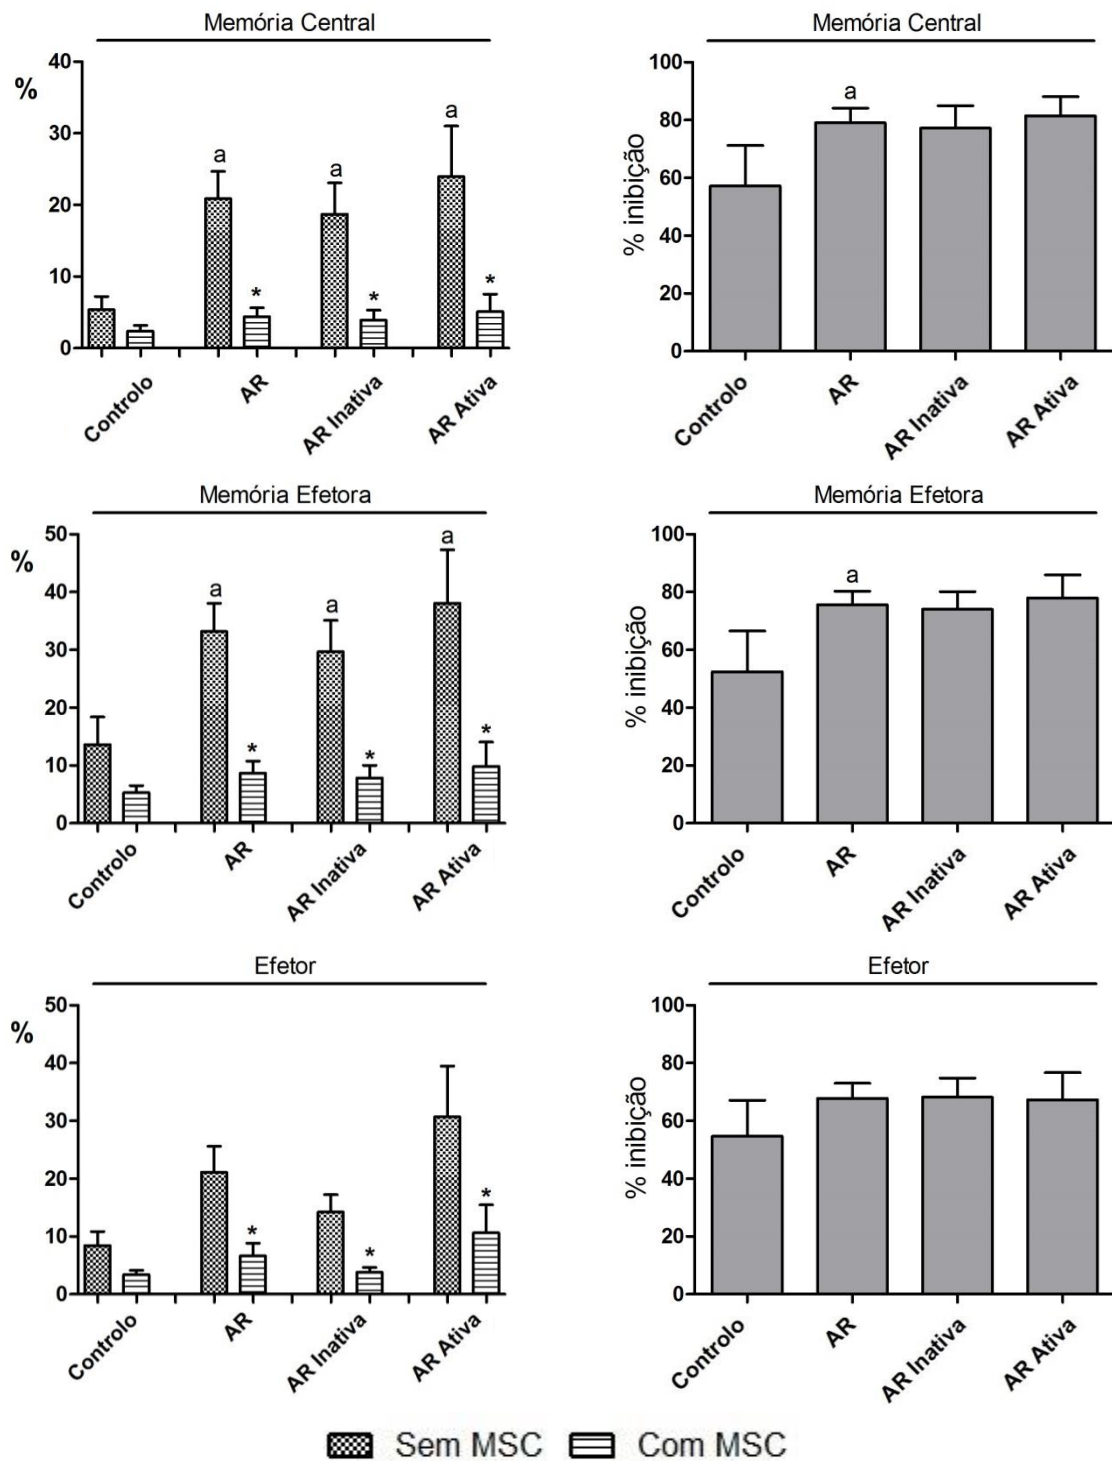 Memória Central
%
40
30
20
10
0
a
a
a
*
*
*
Controlo
AR
AR Inativa
AR Ativa
Memória Central
% inibição
100
80
60
40
20
0
a
Controlo
AR
AR Inativa
AR Ativa
Memória Efetora
%
50
40
30
20
10
0
a
a
a
*
*
*
Controlo
AR
AR Inativa
AR Ativa
Memória Efetora
% inibição
100
80
60
40
20
0
a
Controlo
AR
AR Inativa
AR Ativa
Efetor
%
50
40
30
20
10
0
*
*
*
Controlo
AR
AR Inativa
AR Ativa
Efetor
% inibição
100
80
60
40
20
0
Controlo
AR
AR Inativa
AR Ativa
Sem MSC
Com MSC